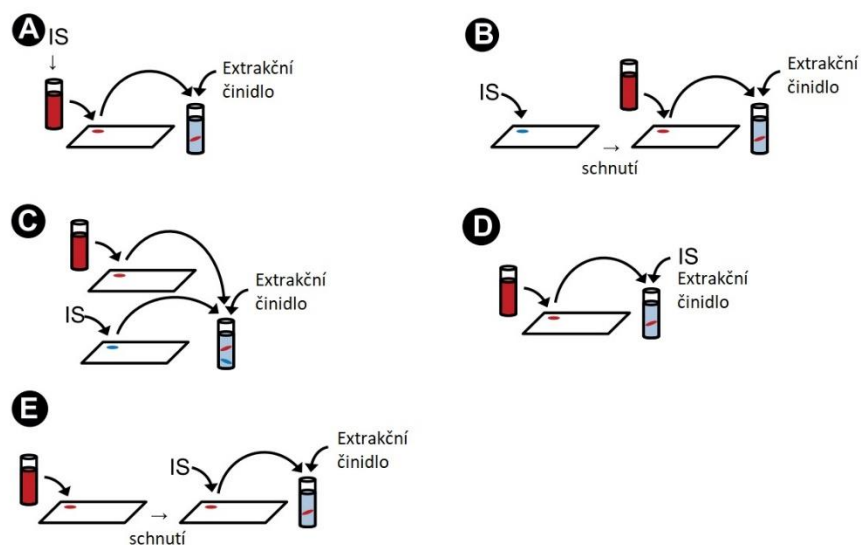 A
IS
↓
Extrakční
činidlo
B
IS
→
schnutí
Extrakční
činidlo
C
IS
Extrakční
činidlo
D
IS
Extrakční
činidlo
E
→
schnutí
IS
Extrakční
činidlo